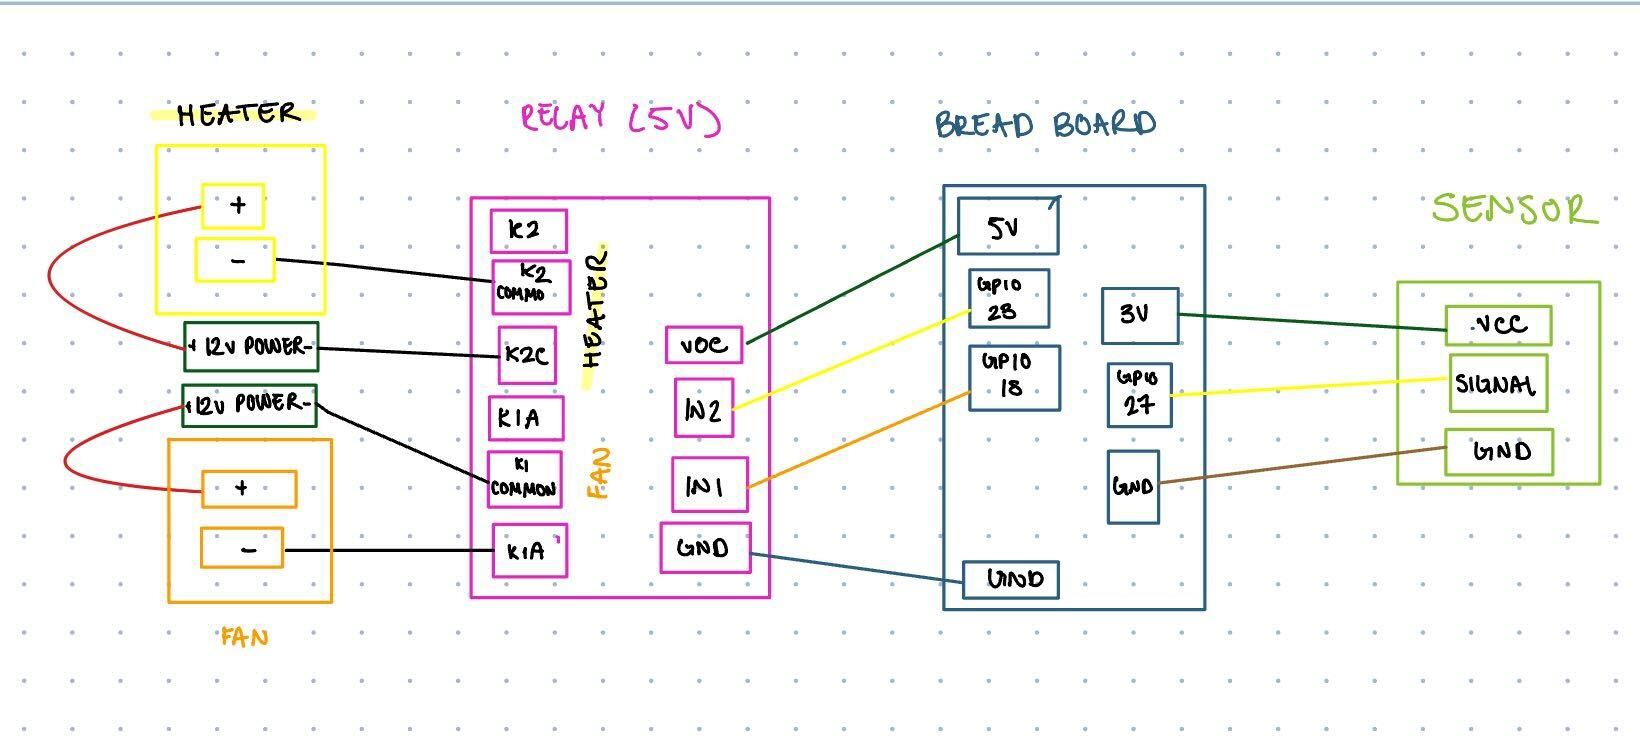 HEATER
+
-
+ 12V POWER-
+12V POWER-
+
-
FAN
RELAY (5V)
K2
K2
COMMO
K2C
K1A
K1
COMMON
K1A
HEATER
FAN
VOC
IN2
IN1
GND
BREAD BOARD
5V
GPIO
23
GPIO
18
3V
GPIO
27
GND
GND
SENSOR
VCC
SIGNAL
GND